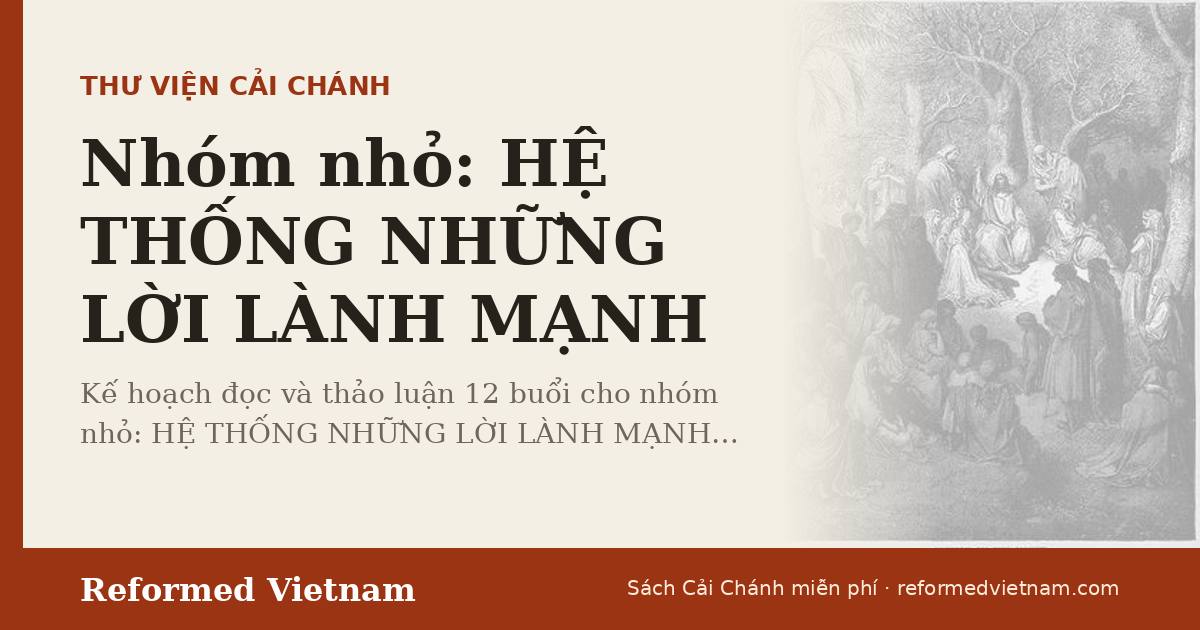 THƯ VIỆN CẢI CHÁNH
Nhóm nhỏ: HỆ
THỐNG NHỮNG
LỜI LÀNH MẠNH
Kế hoạch đọc và thảo luận 12 buổi cho nhóm
nhỏ: HỆ THỐNG NHỮNG LỜI LÀNH MẠNH...
Reformed Vietnam
Sách Cải Chánh miễn phí · reformedvietnam.com